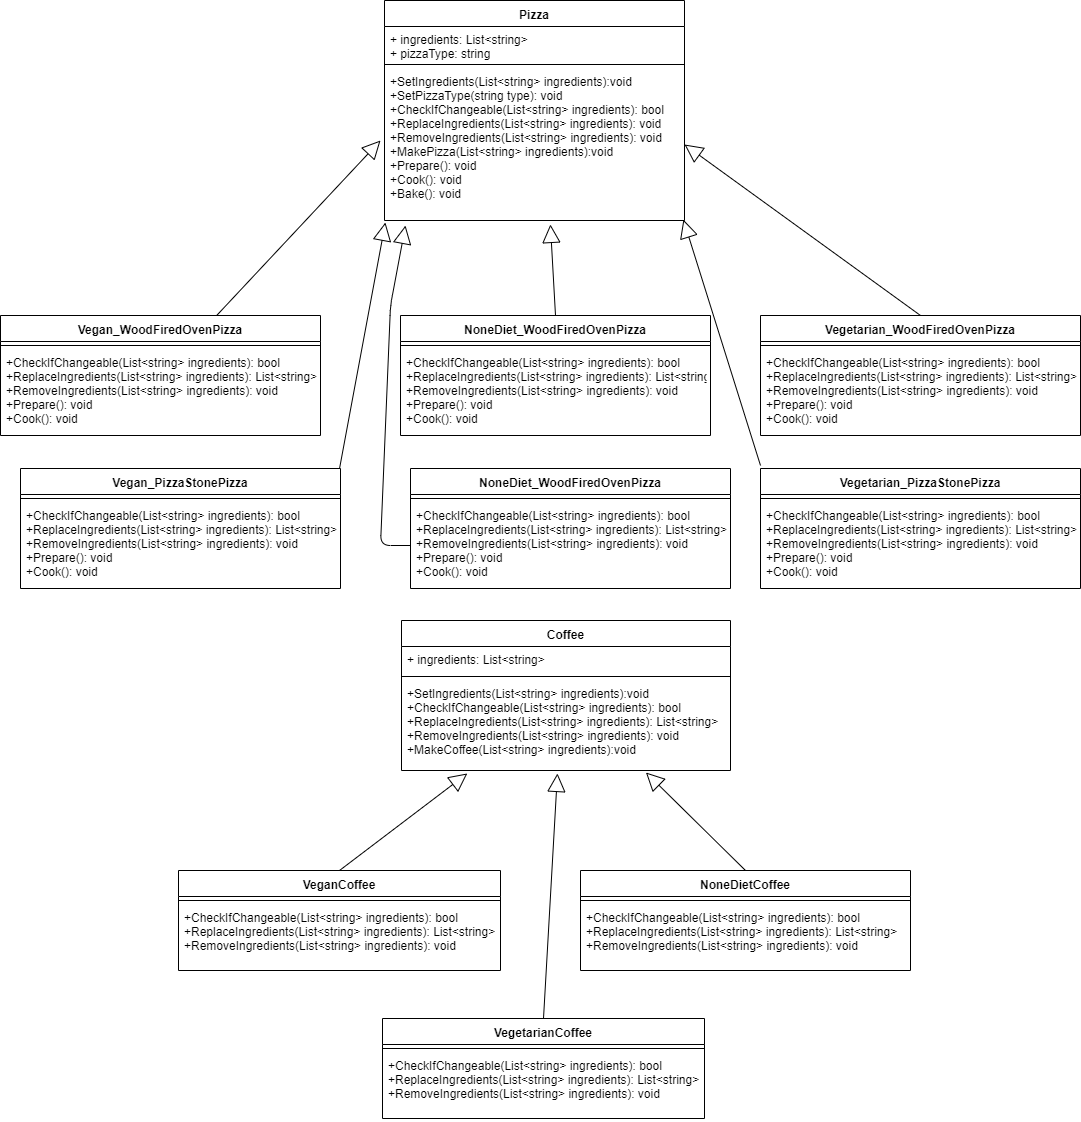 Pizza
+ ingredients: List<string>
+ pizzaType: string
+SetIngredients(List<string> ingredients):void
+SetPizzaType(string type): void
+CheckIfChangeable(List<string> ingredients): bool
+ReplaceIngredients(List<string> ingredients): void
+RemoveIngredients(List<string> ingredients): void
+MakePizza(List<string> ingredients):void
+Prepare(): void
+Cook(): void
+Bake(): void
Vegan_WoodFiredOvenPizza
+CheckIfChangeable(List<string> ingredients): bool
+ReplaceIngredients(List<string> ingredients): List<string>
+RemoveIngredients(List<string> ingredients): void
+Prepare(): void
+Cook(): void
NoneDiet_WoodFiredOvenPizza
+CheckIfChangeable(List<string> ingredients): bool
+ReplaceIngredients(List<string> ingredients): List<string
+RemoveIngredients(List<string> ingredients): void
+Prepare(): void
+Cook(): void
Vegetarian_WoodFiredOvenPizza
+CheckIfChangeable(List<string> ingredients): bool
+ReplaceIngredients(List<string> ingredients): List<string>
+RemoveIngredients(List<string> ingredients): void
+Prepare(): void
+Cook(): void
Vegan_PizzaStonePizza
+CheckIfChangeable(List<string> ingredients): bool
+ReplaceIngredients(List<string> ingredients): List<string>
+RemoveIngredients(List<string> ingredients): void
+Prepare(): void
+Cook(): void
NoneDiet_WoodFiredOvenPizza
+CheckIfChangeable(List<string> ingredients): bool
+ReplaceIngredients(List<string> ingredients): List<string>
+RemoveIngredients(List<string> ingredients): void
+Prepare(): void
+Cook(): void
Vegetarian_PizzaStonePizza
+CheckIfChangeable(List<string> ingredients): bool
+ReplaceIngredients(List<string> ingredients): List<string>
+RemoveIngredients(List<string> ingredients): void
+Prepare(): void
+Cook(): void
Coffee
+ ingredients: List<string>
+SetIngredients(List<string> ingredients):void
+CheckIfChangeable(List<string> ingredients): bool
+ReplaceIngredients(List<string> ingredients): List<string>
+RemoveIngredients(List<string> ingredients): void
+MakeCoffee(List<string> ingredients):void
VeganCoffee
+CheckIfChangeable(List<string> ingredients): bool
+ReplaceIngredients(List<string> ingredients): List<string>
+RemoveIngredients(List<string> ingredients): void
NoneDietCoffee
+CheckIfChangeable(List<string> ingredients): bool
+ReplaceIngredients(List<string> ingredients): List<string>
+RemoveIngredients(List<string> ingredients): void
VegetarianCoffee
+CheckIfChangeable(List<string> ingredients): bool
+ReplaceIngredients(List<string> ingredients): List<string>
+RemoveIngredients(List<string> ingredients): void